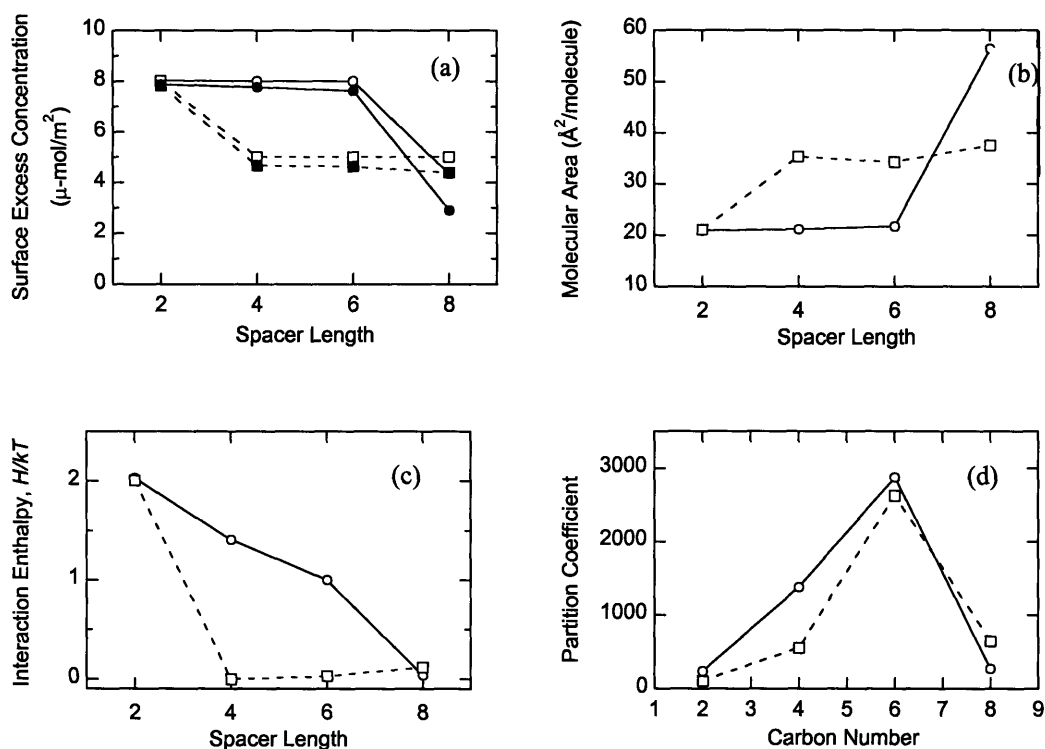 Surface Excess Concentration
(μ-mol/m²)
10
8
6
4
2
0
(a)
2 4 6 8
Spacer Length
Molecular Area (Å²/molecule)
60
50
40
30
20
10
(b)
2 4 6 8
Spacer Length
Interaction Enthalpy, H/kT
2
1
0
(c)
2 4 6 8
Spacer Length
Partition Coefficient
3000
2000
1000
0
(d)
1 2 3 4 5 6 7 8 9
Carbon Number